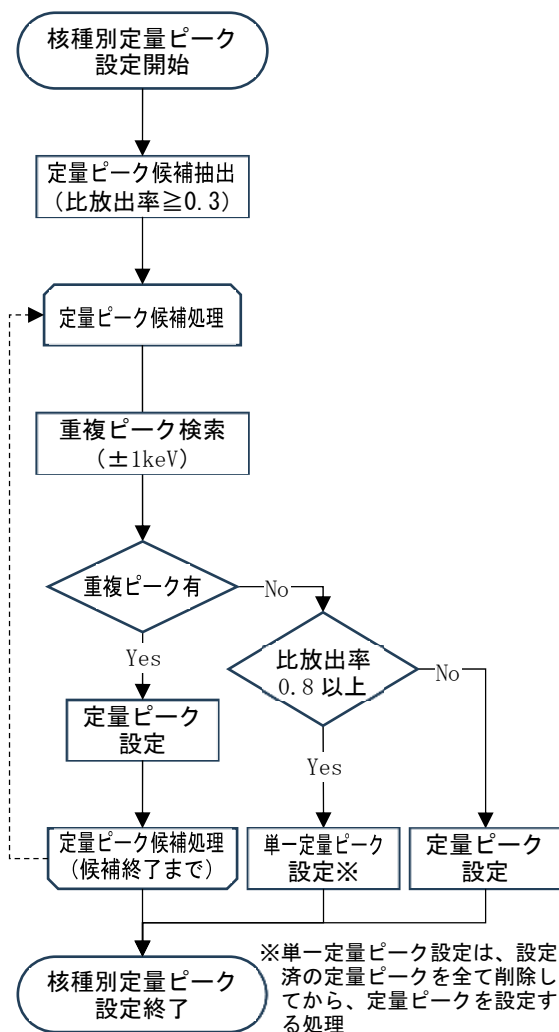 核種別定量ピーク
設定開始
定量ピーク候補抽出
（比放出率≧0.3）
定量ピーク候補処理
重複ピーク検索
（±1keV）
重複ピーク有
No
Yes
比放出率
0.8 以上
No
定量ピーク
設定
Yes
定量ピーク候補処理
（候補終了まで）
単一定量ピーク
設定※
定量ピーク
設定
核種別定量ピーク
設定終了
※単一定量ピーク設定は、設定
済の定量ピークを全て削除し
てから、定量ピークを設定す
る処理